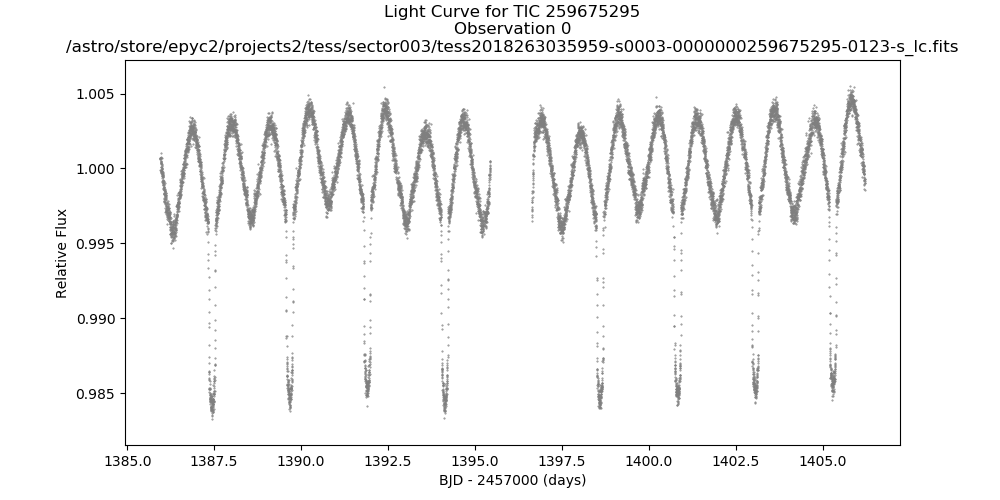 Light Curve for TIC 259675295
Observation 0
/astro/store/epyc2/projects2/tess/sector003/tess2018263035959-s0003-0000000259675295-0123-s_lc.fits
1.005
1.000
0.995
0.990
0.985
Relative Flux
1385.0 1387.5 1390.0 1392.5 1395.0 1397.5 1400.0 1402.5 1405.0
BJD - 2457000 (days)